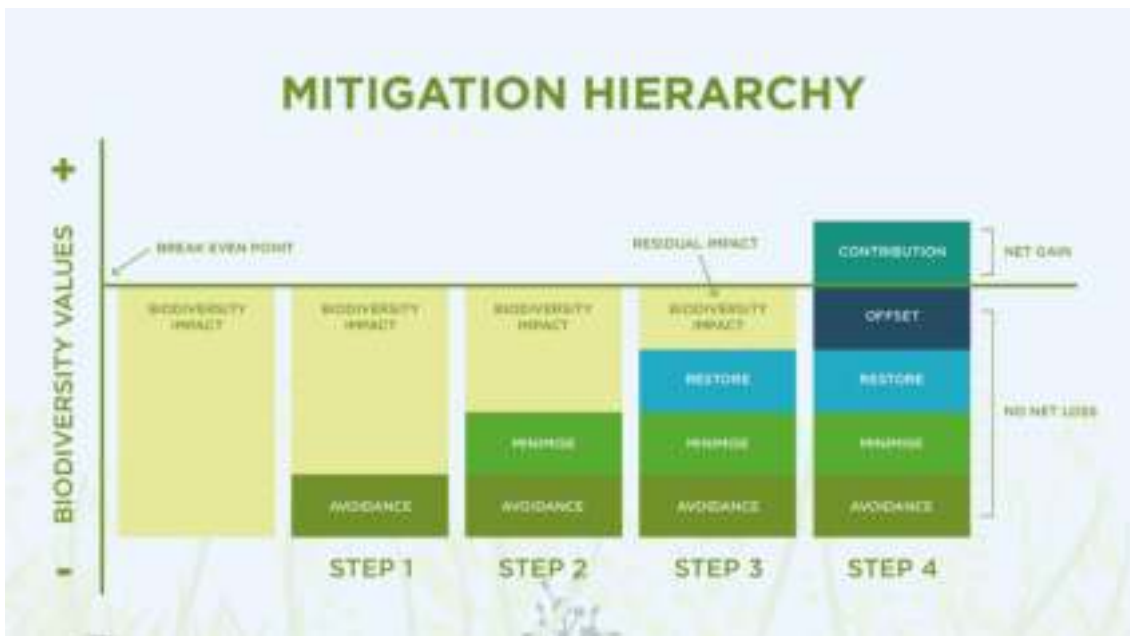 MITIGATION HIERARCHY
+
BIODIVERSITY VALUES
-
BREAK EVEN POINT
RESIDUAL IMPACT
CONTRIBUTION
NET GAIN
BIODIVERSITY
IMPACT
BIODIVERSITY
IMPACT
BIODIVERSITY
IMPACT
BIODIVERSITY
IMPACT
OFFSET
RESTORE
RESTORE
NO NET LOSS
MINIMISE
MINIMISE
MINIMISE
AVOIDANCE
AVOIDANCE
AVOIDANCE
AVOIDANCE
STEP 1
STEP 2
STEP 3
STEP 4